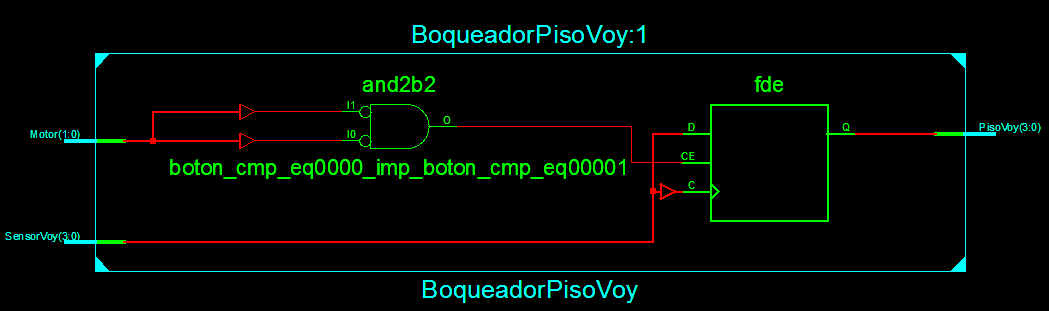 BoqueadorPisoVoy:1
and2b2
fde
I1
I0
O
D
Q
CE
C
Motor(1:0)
PisoVoy(3:0)
boton_cmp_eq0000_imp_boton_cmp_eq00001
SensorVoy(3:0)
BoqueadorPisoVoy